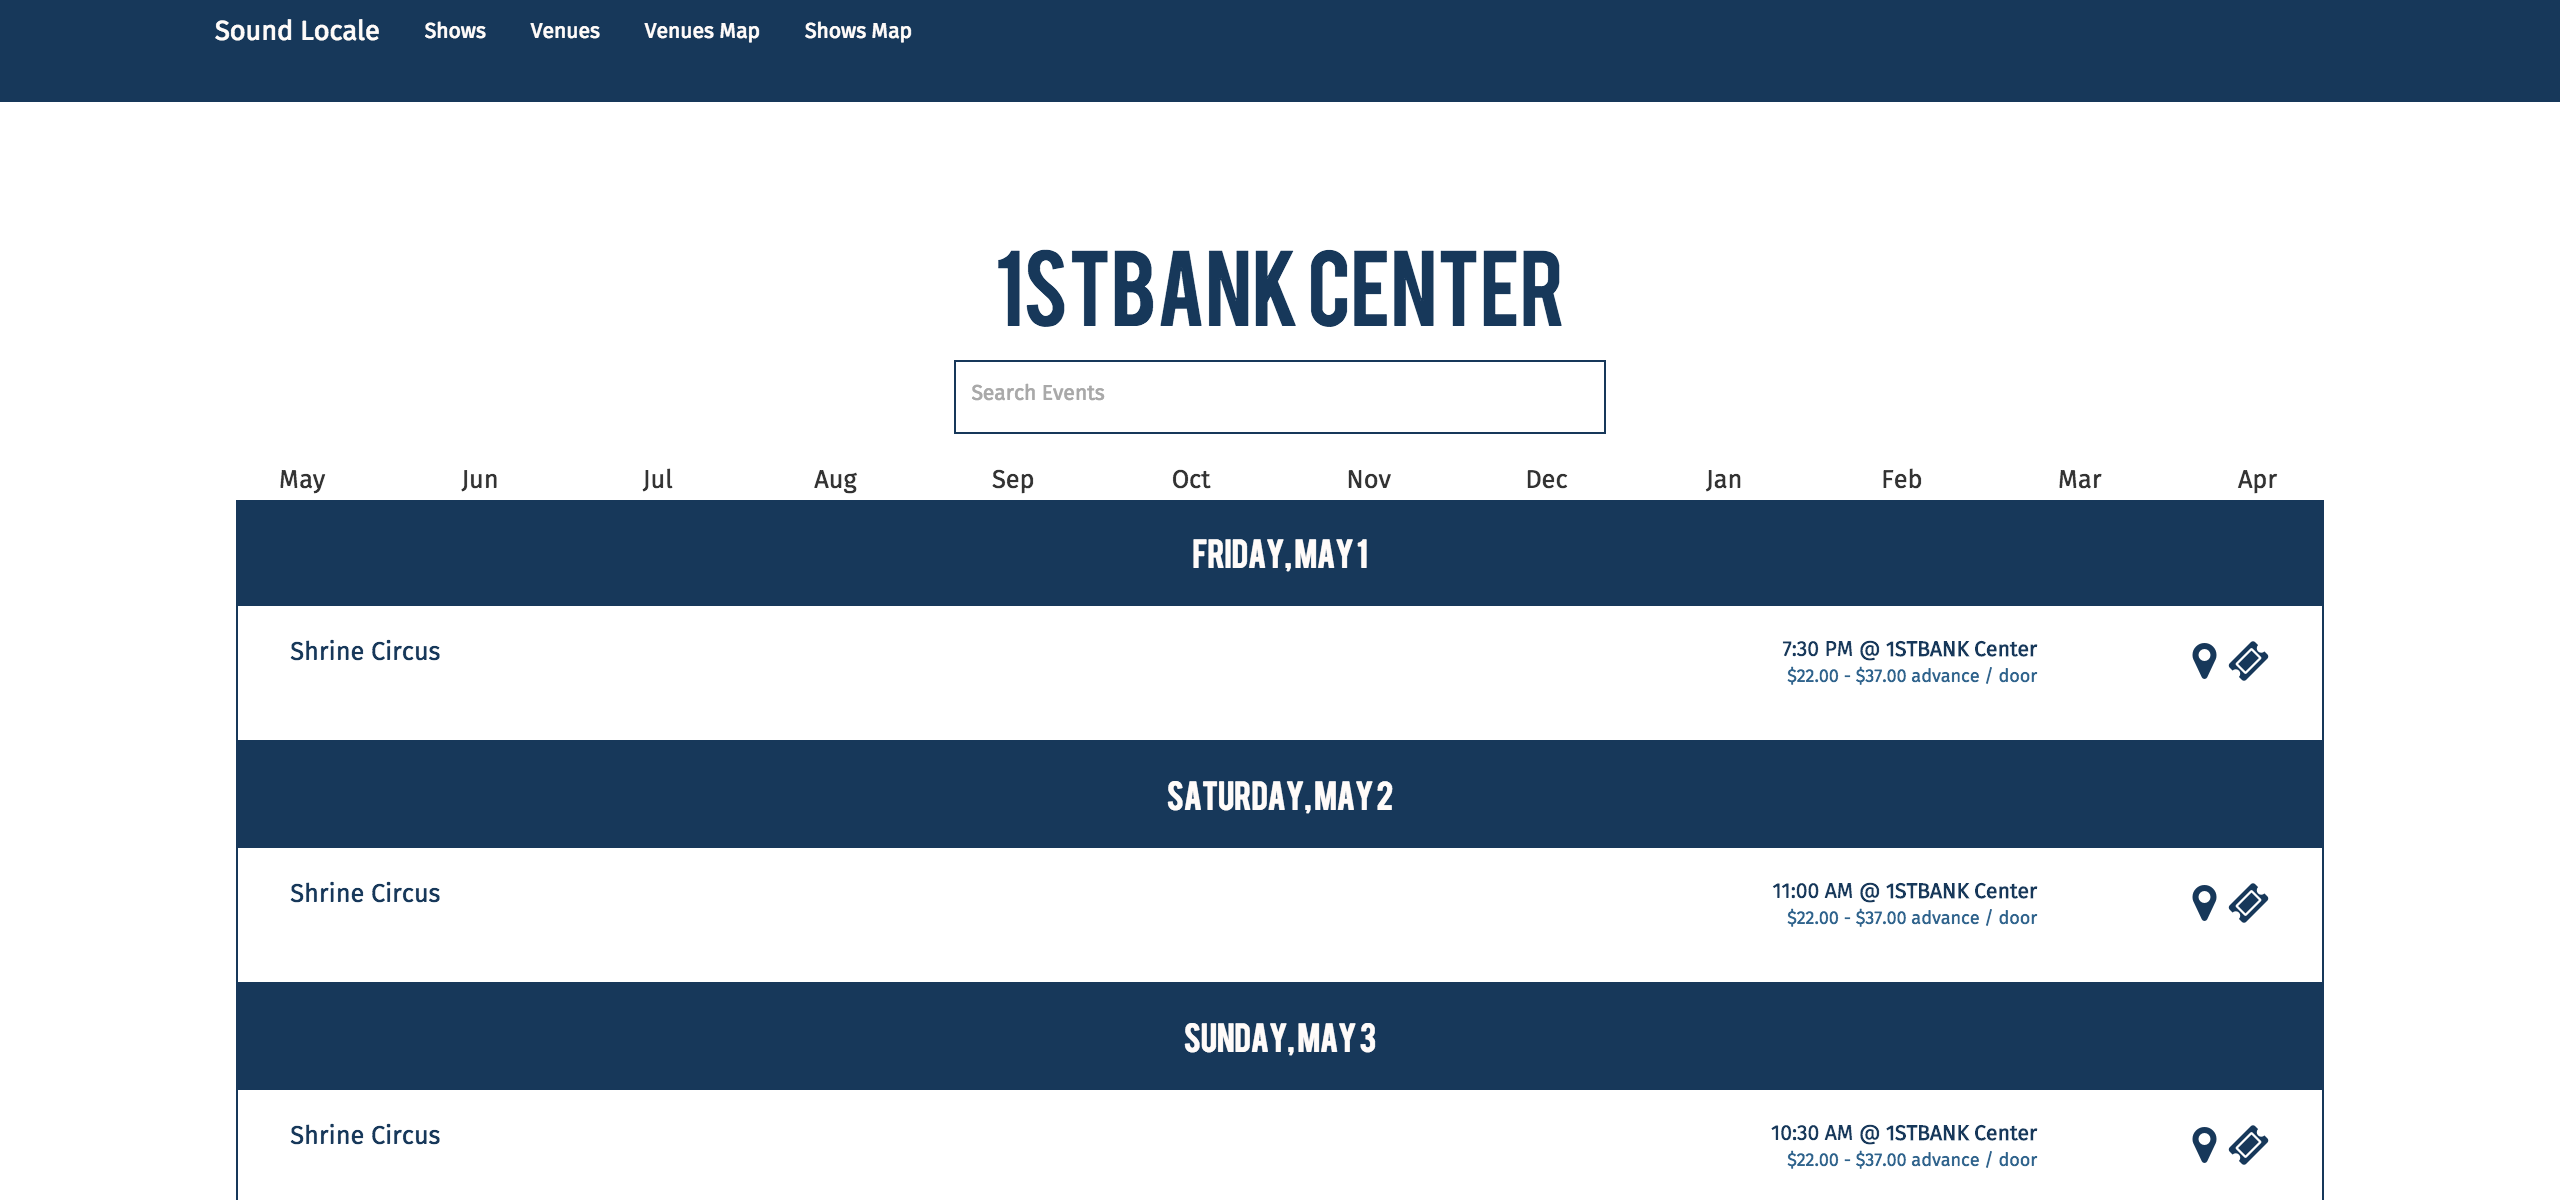 Sound Locale Shows Venues Venues Map Shows Map
1STBANK CENTER
Search Events
May Jun Jul Aug Sep Oct Nov Dec Jan Feb Mar Apr
FRIDAY, MAY 1
Shrine Circus 7:30 PM @ 1STBANK Center
$22.00 - $37.00 advance / door
SATURDAY, MAY 2
Shrine Circus 11:00 AM @ 1STBANK Center
$22.00 - $37.00 advance / door
SUNDAY, MAY 3
Shrine Circus 10:30 AM @ 1STBANK Center
$22.00 - $37.00 advance / door